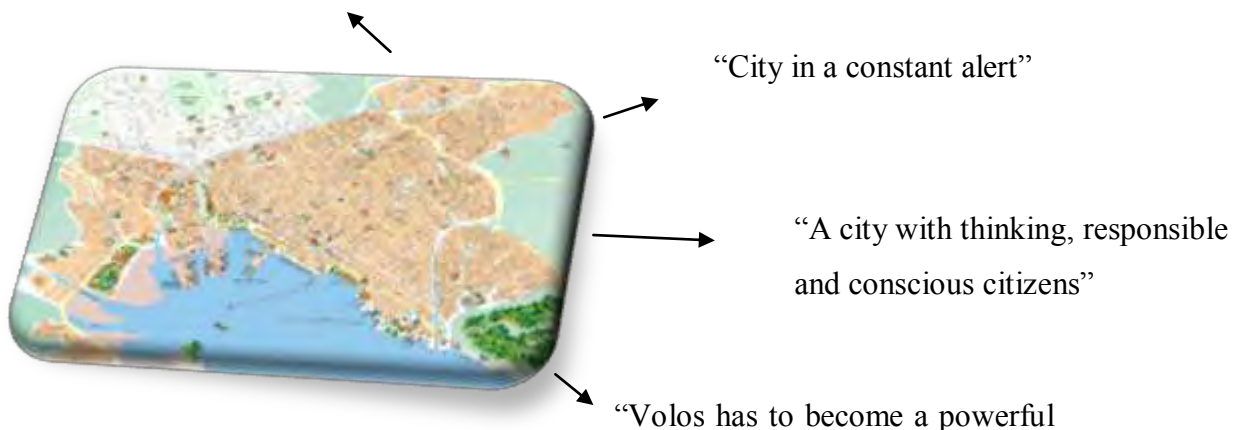 “City in a constant alert”
“A city with thinking, responsible
and conscious citizens”
“Volos has to become a powerful